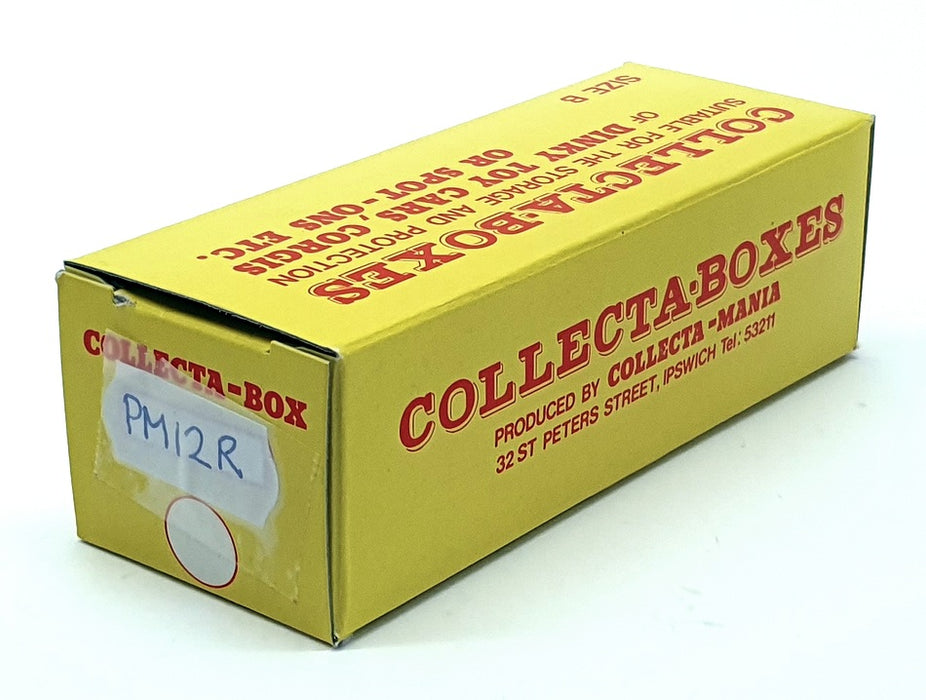 COLLECTA-BOXES
SUITABLE FOR THE STORAGE AND PROTECTION
OF DINKY TOY CARS CORGIS
OR SPOT-ONS ETC.
SIZE B
COLLECTA-BOXES
PRODUCED BY COLLECTA-MANIA
32 ST PETERS STREET, IPSWICH Tel: 53211
COLLECTA-BOX
PM12R